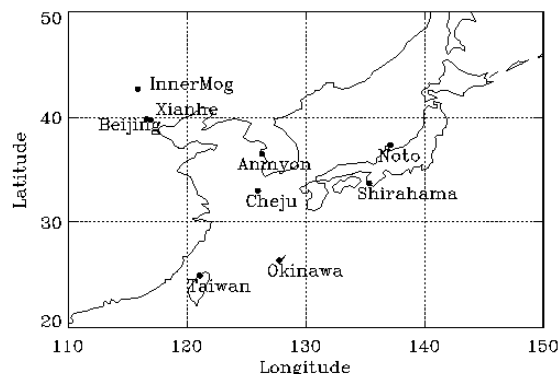 50
InnerMog
Xianhe
40
Beijing
Anmyon
Noto
Latitude
Cheju
Shirahama
30
Okinawa
Taiwan
20
110 120 130 140 150
Longitude